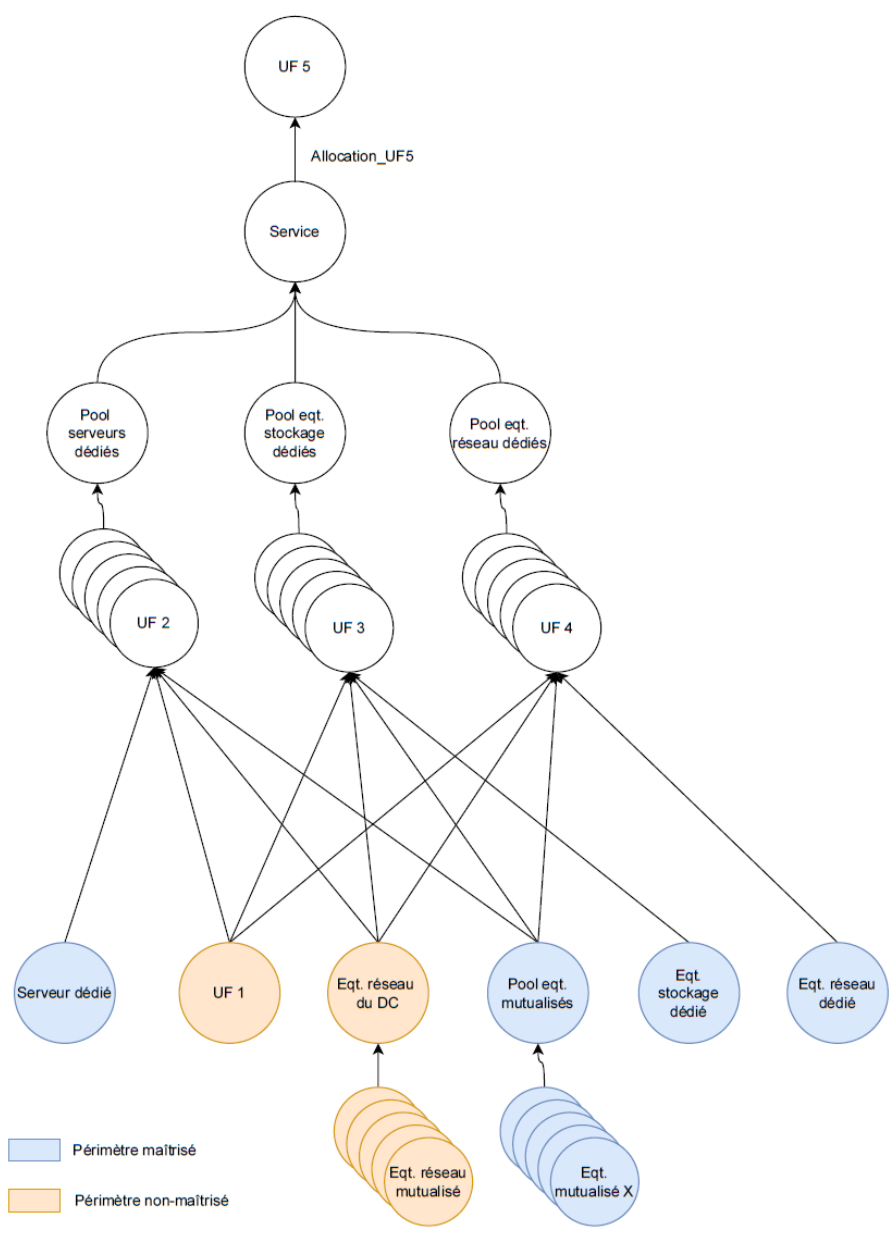 UF 5
Allocation_UF5
Service
Pool
serveurs
dédiés
Pool eqt.
stockage
dédiés
Pool eqt.
réseau dédiés
UF 2
UF 3
UF 4
Serveur dédié
UF 1
Eqt. réseau
du DC
Pool eqt.
mutualisés
Eqt.
stockage
dédié
Eqt. réseau
dédié
Eqt. réseau
mutualisé
Eqt.
mutualisé X
Périmètre maîtrisé
Périmètre non-maîtrisé